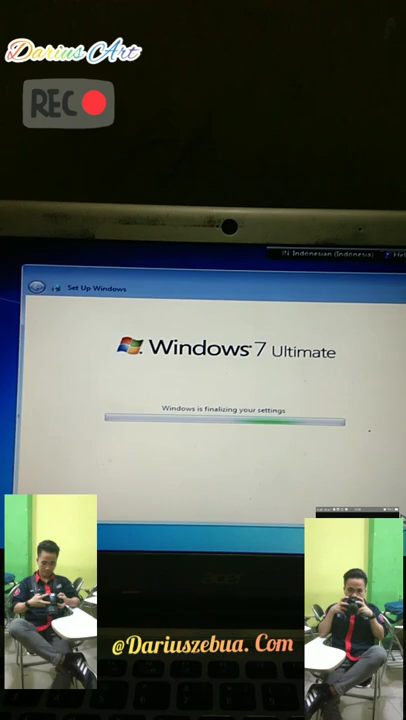 Darius Art
REC
IN Indonesian (Indonesia)
Set Up Windows
Windows 7 Ultimate
Windows is finalizing your settings
acer
@Dariuszebua. Com